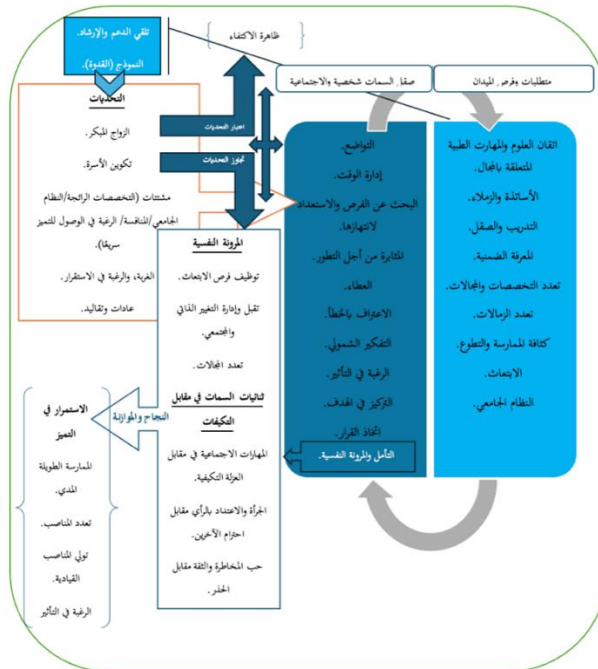 تلقي الدعم والإرشاد.
النموذج (القدوة).
ظاهرة الاكتفاء
صقل السمات شخصية والاجتماعية
متطلبات وفرص الميدان
التحديات
الزواج المبكر.
تكوين الأسرة.
مشتتات (التخصصات الرائجة/النظام
الجامعي/المنافسة/ الرغبة في الوصول للتميز
سريعًا).
الغربة، والرغبة في الاستقرار.
عادات وتقاليد.
اختبار التحديات
تجاوز التحديات
التواضع.
إدارة الوقت.
البحث عن الفرص والاستعداد
لانتهازها.
المثابرة من أجل التطور.
العطاء.
الاعتراف بالخطأ.
التفكير الشمولي.
الرغبة في التأثير.
التركيز في الهدف.
اتخاذ القرار.
التأمل والمرونة النفسية.
اتقان العلوم والمهارت الطبية
المتعلقة بالمجال.
الأساتذة والزملاء.
التدريب والصقل.
المعرفة الضمنية.
تعدد التخصصات والمجالات.
تعدد الزمالات.
كثافة الممارسة والتطوع.
الابتعاث.
النظام الجامعي.
المرونة النفسية
توظيف فرص الابتعاث.
تقبل وإدارة التغيير الذاتي
والمجتمعي.
تعدد المجالات.
ثنائيات السمات في مقابل
التكيفات
المهارات الاجتماعية في مقابل
العزلة التكيفية.
الجرأة والاعتداد بالرأي مقابل
احترام الآخرين.
حب المخاطرة والثقة مقابل
الحذر.
النجاح والموازنة
الاستمرار في
التميز
الممارسة الطويلة
المدي.
تعدد المناصب.
تولي المناصب
القيادية.
الرغبة في التأثير